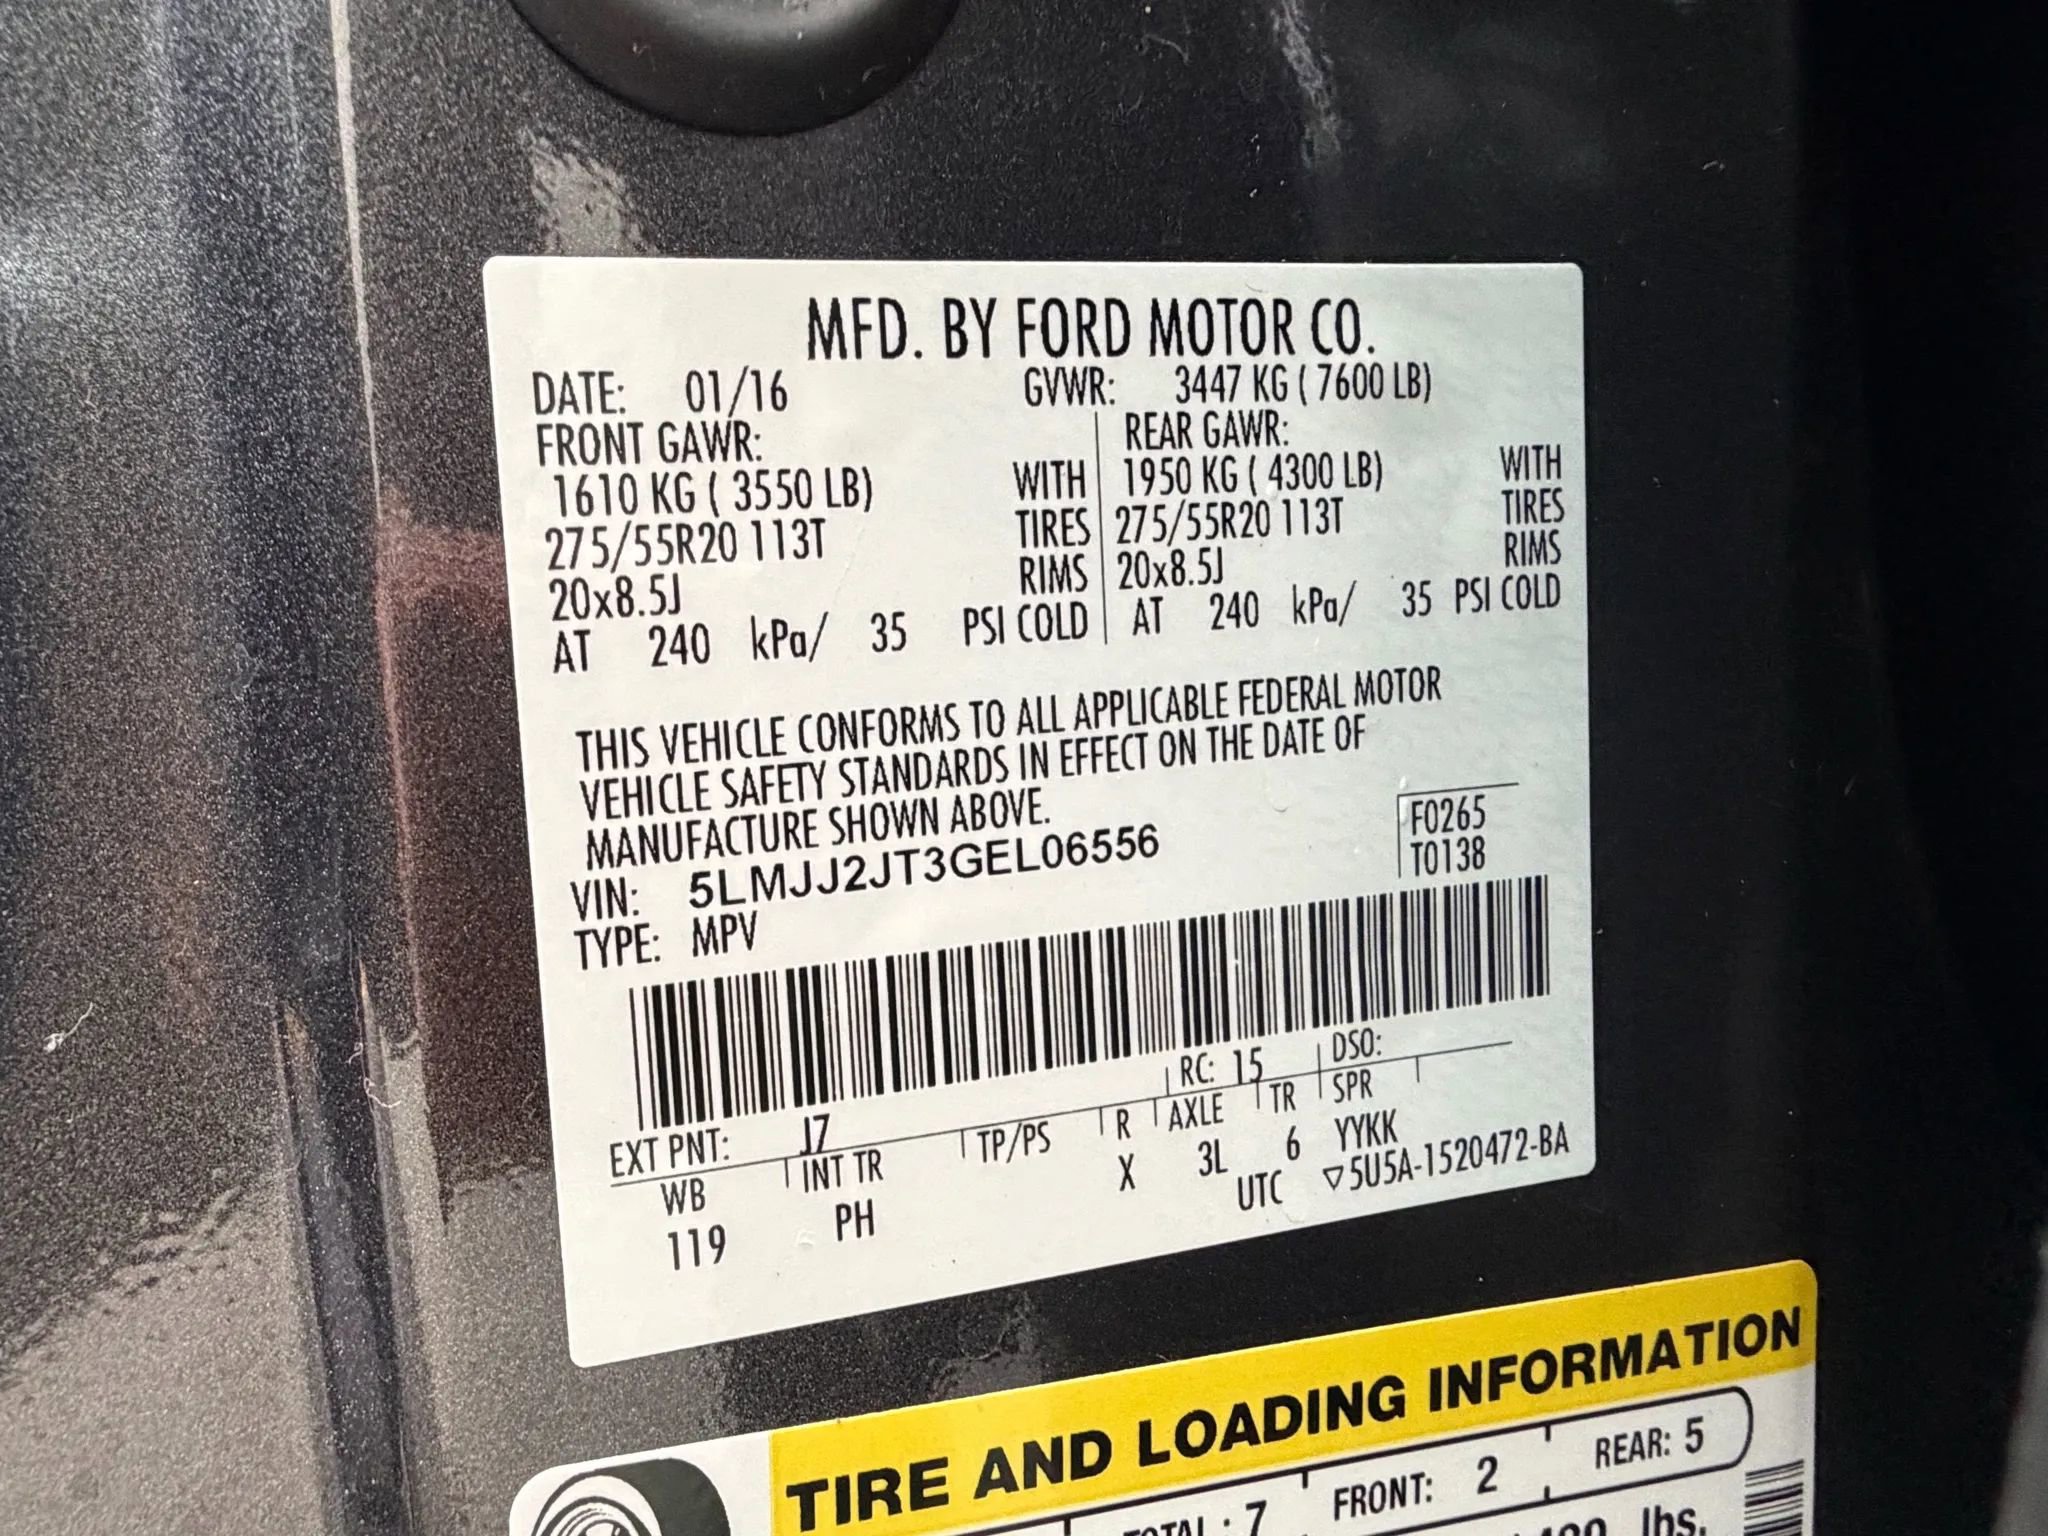 MFD. BY FORD MOTOR CO.
DATE: 01/16 GVWR: 3447 KG ( 7600 LB)
FRONT GAWR: REAR GAWR:
1610 KG ( 3550 LB) WITH 1950 KG ( 4300 LB) WITH
275/55R20 113T TIRES 275/55R20 113T TIRES
20x8.5J RIMS 20x8.5J RIMS
AT 240 kPa/ 35 PSI COLD AT 240 kPa/ 35 PSI COLD
THIS VEHICLE CONFORMS TO ALL APPLICABLE FEDERAL MOTOR
VEHICLE SAFETY STANDARDS IN EFFECT ON THE DATE OF
MANUFACTURE SHOWN ABOVE.
F0265
T0138
VIN: 5LMJJ2JT3GEL06556
TYPE: MPV
EXT PNT: J7 RC: 15 DSO:
WB INT TR TP/PS R AXLE TR SPR
119 PH X 3L 6 YYKK
UTC ▽5U5A-1520472-BA
TIRE AND LOADING INFORMATION
TOTAL : 7 FRONT: 2 REAR: 5
lbs.